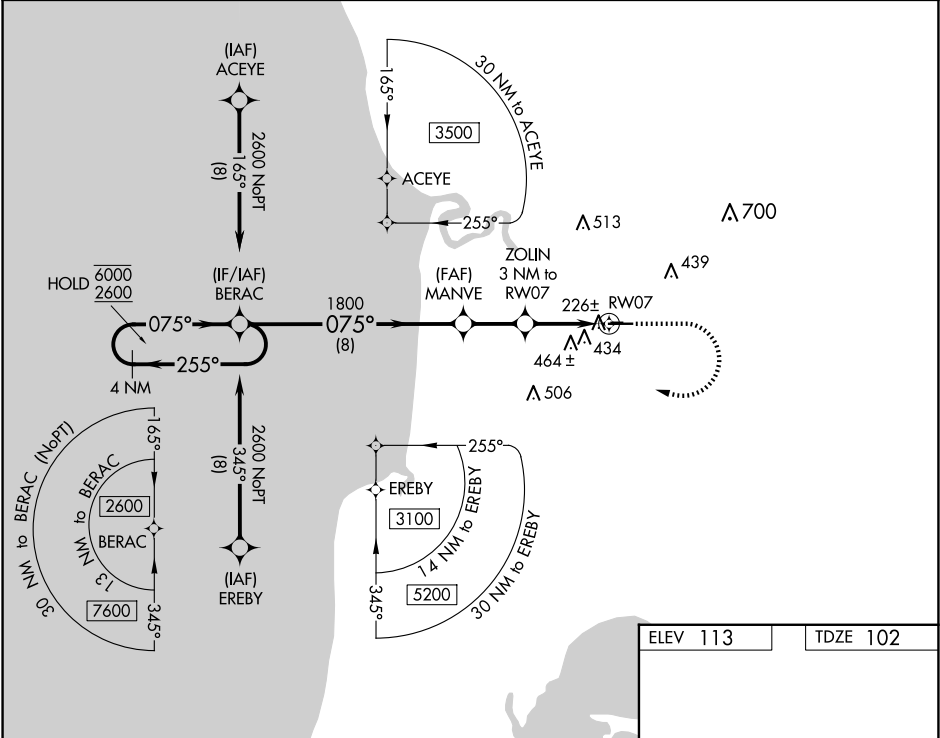 (IAF)
ACEYE
2600 NoPT
165°
(8)
30 NM to ACEYE
165°
3500
ACEYE
255°
513
700
439
HOLD 6000
2600
(IF/IAF)
BERAC
075°
255°
4 NM
1800
075°
(8)
(FAF)
MANVE
ZOLIN
3 NM to
RW07
226±
RW07
434
464 ±
506
2600 NoPT
345°
(8)
(IAF)
EREBY
30 NM to BERAC (NoPT)
13 NM to BERAC
165°
2600
BERAC
7600
345°
255°
EREBY
3100
14 NM to EREBY
5200
30 NM to EREBY
345°
ELEV 113
TDZE 102